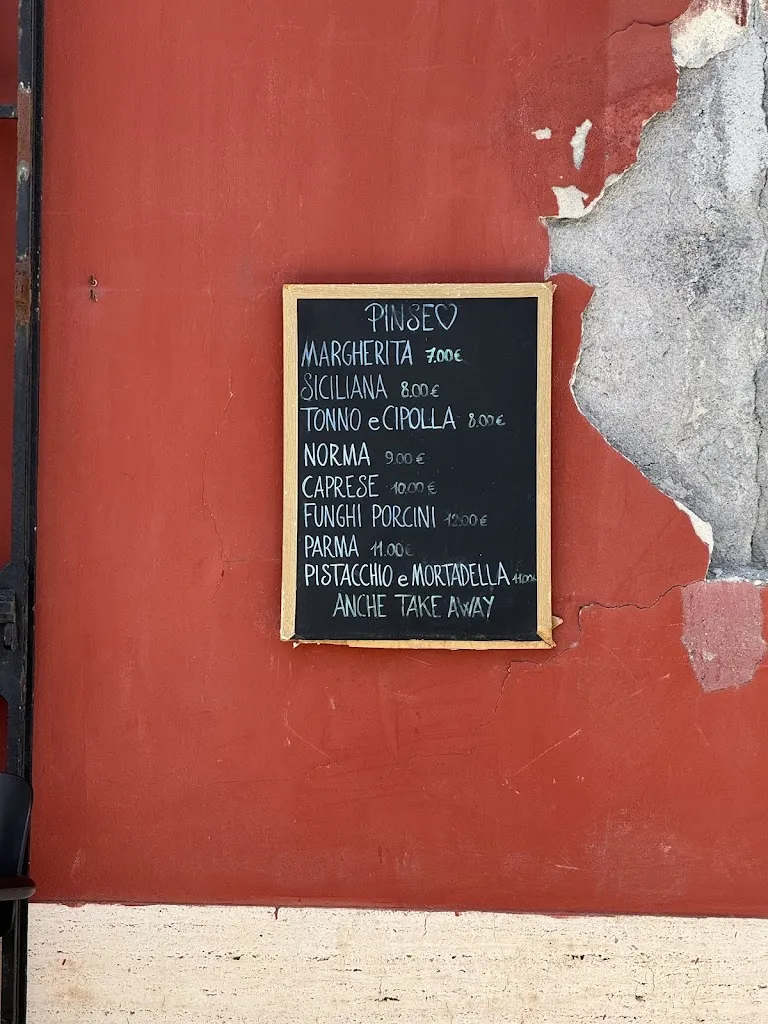 PINSE♡
MARGHERITA 7.00€
SICILIANA 8.00€
TONNO e CIPOLLA 8.00€
NORMA 9.00€
CAPRESE 10.00€
FUNGHI PORCINI 12.00€
PARMA 11.00€
PISTACCHIO e MORTADELLA 11.00€
ANCHE TAKE AWAY